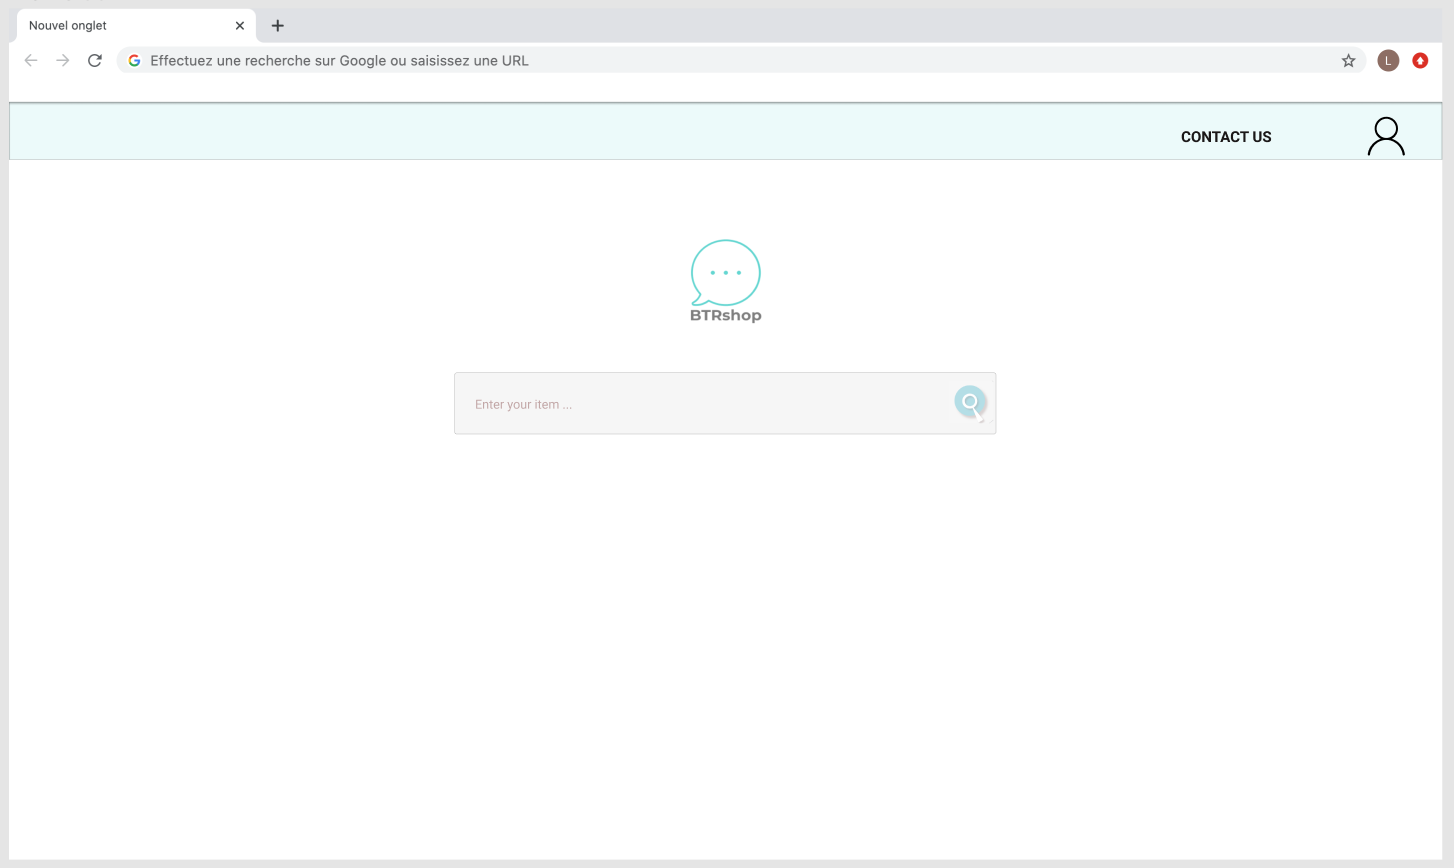 Nouvel onglet
Effectuez une recherche sur Google ou saisissez une URL
L
CONTACT US
BTRshop
Enter your item ...